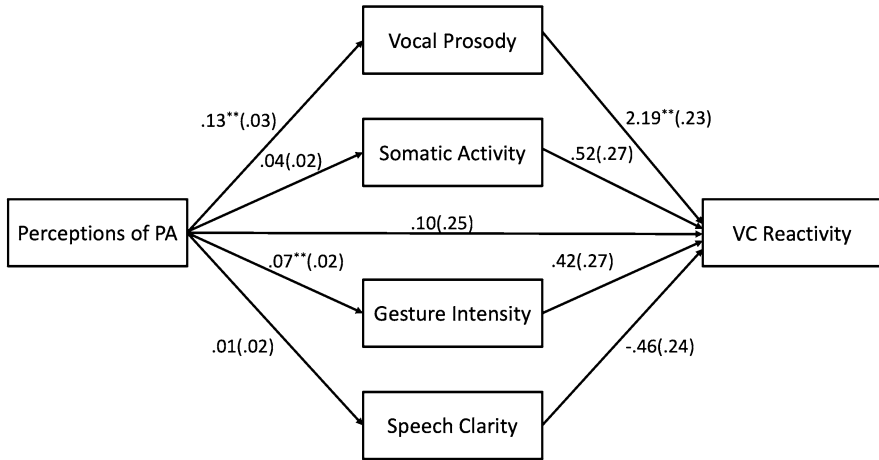 Vocal Prosody
.13**(.03)
2.19**(.23)
Somatic Activity
.04(.02)
.52(.27)
Perceptions of PA
.10(.25)
VC Reactivity
.07**(.02)
.42(.27)
Gesture Intensity
.01(.02)
-.46(.24)
Speech Clarity